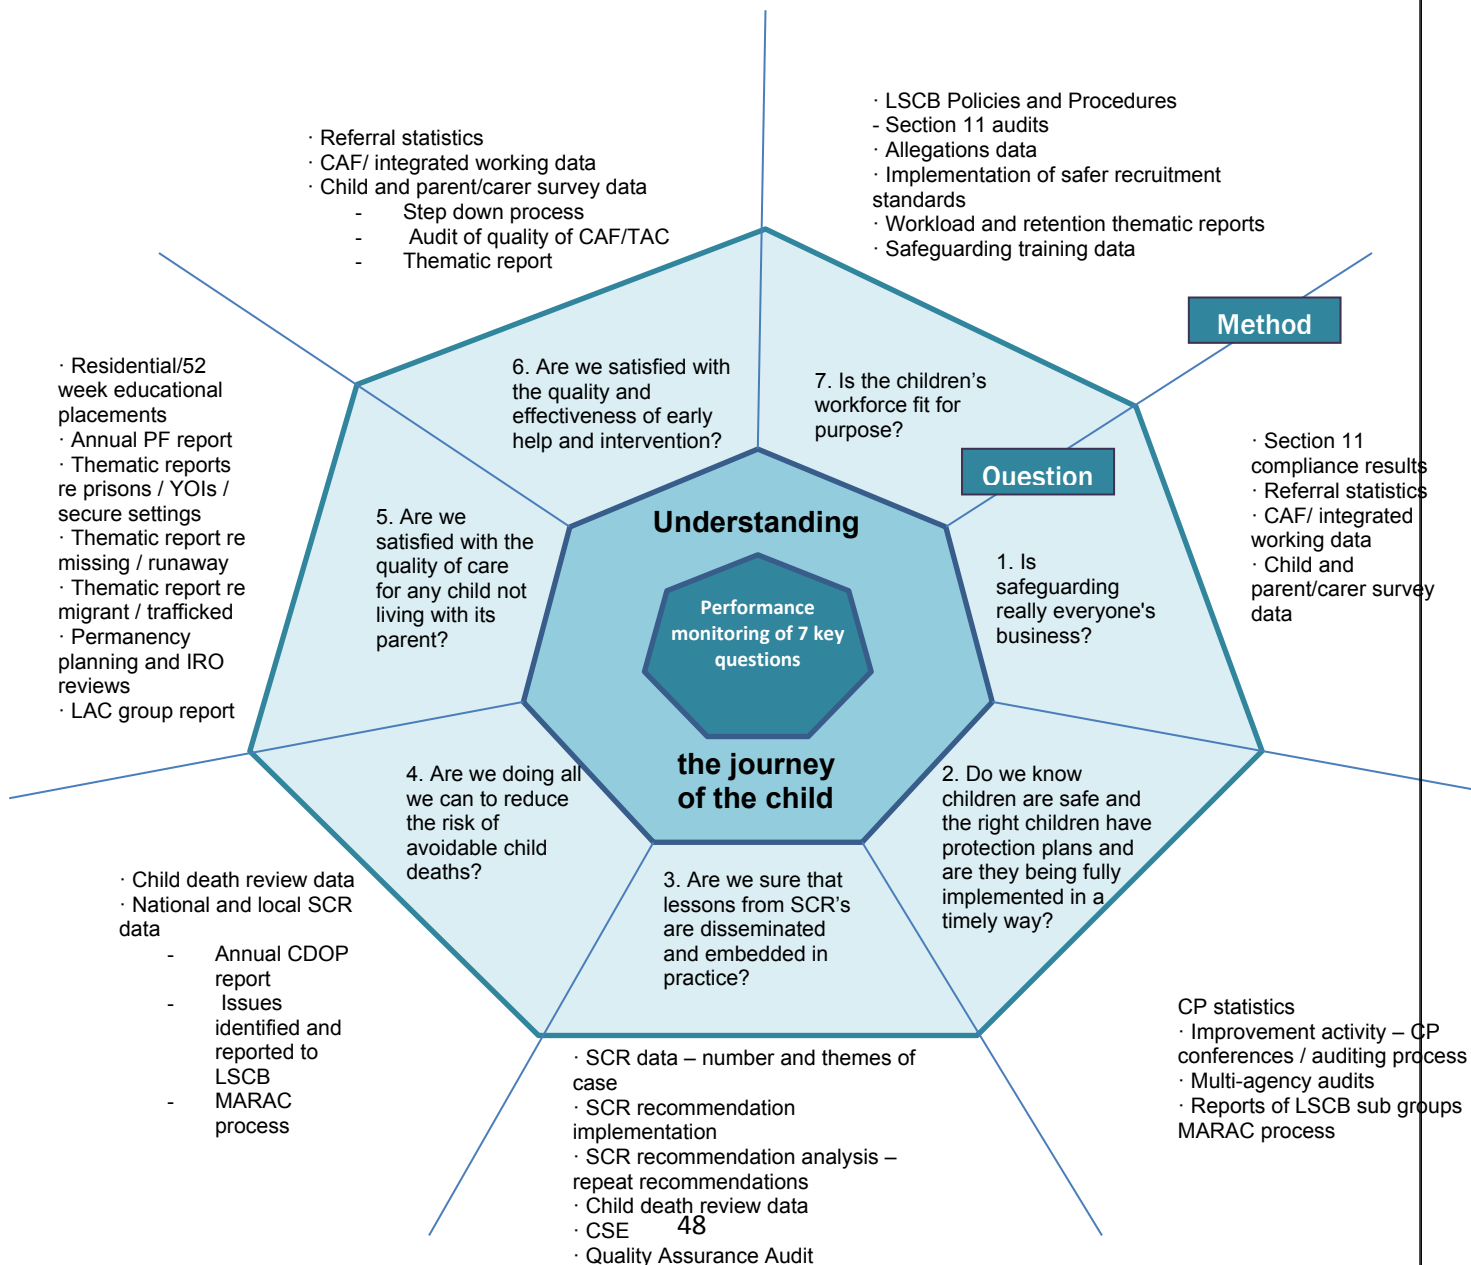 · LSCB Policies and Procedures
- Section 11 audits
· Allegations data
· Implementation of safer recruitment
standards
· Workload and retention thematic reports
· Safeguarding training data
· Referral statistics
· CAF/ integrated working data
· Child and parent/carer survey data
- Step down process
- Audit of quality of CAF/TAC
- Thematic report
Method
· Residential/52
week educational
placements
· Annual PF report
· Thematic reports
re prisons / YOIs /
secure settings
· Thematic report re
missing / runaway
· Thematic report re
migrant / trafficked
· Permanency
planning and IRO
reviews
· LAC group report
6. Are we satisfied with
the quality and
effectiveness of early
help and intervention?
7. Is the children’s
workforce fit for
purpose?
Question
· Section 11
compliance results
· Referral statistics
· CAF/ integrated
working data
· Child and
parent/carer survey
data
5. Are we
satisfied with the
quality of care
for any child not
living with its
parent?
Understanding
Performance
monitoring of 7 key
questions
the journey
of the child
1. Is
safeguarding
really everyone's
business?
4. Are we doing all
we can to reduce
the risk of
avoidable child
deaths?
3. Are we sure that
lessons from SCR’s
are disseminated
and embedded in
practice?
2. Do we know
children are safe and
the right children have
protection plans and
are they being fully
implemented in a
timely way?
· Child death review data
· National and local SCR
data
- Annual CDOP
report
- Issues
identified and
reported to
LSCB
- MARAC
process
· SCR data – number and themes of
case
· SCR recommendation
implementation
· SCR recommendation analysis –
repeat recommendations
· Child death review data
· CSE
· Quality Assurance Audit
CP statistics
· Improvement activity – CP
conferences / auditing process
· Multi-agency audits
· Reports of LSCB sub groups
MARAC process
48